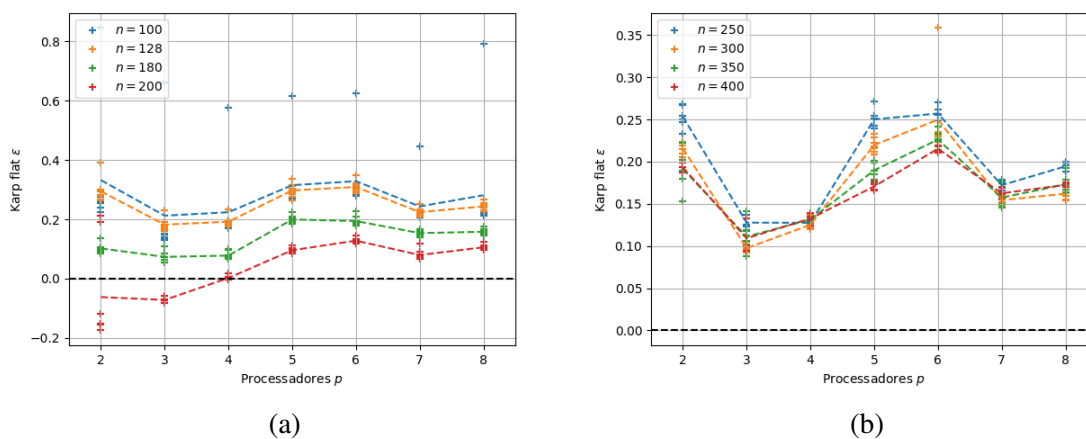 0.8
0.6
0.4
0.2
0.0
−0.2
Karp flat ε
n = 100
n = 128
n = 180
n = 200
2 3 4 5 6 7 8
Processadores p
(a)
0.35
0.30
0.25
0.20
0.15
0.10
0.05
0.00
Karp flat ε
n = 250
n = 300
n = 350
n = 400
2 3 4 5 6 7 8
Processadores p
(b)